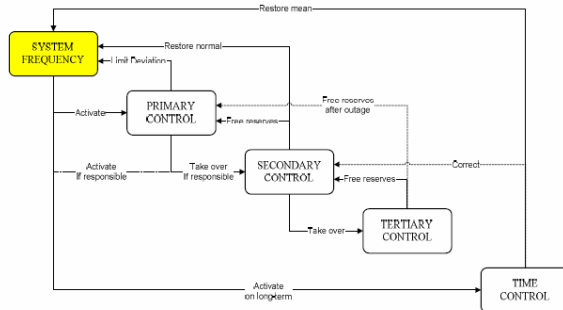 Restore mean
SYSTEM
FREQUENCY
Restore normal
Limit Deviation
PRIMARY
CONTROL
Activate
Free reserves
after outage
Free reserves
Activate
If responsible
Take over
If responsible
SECONDARY
CONTROL
Correct
Free reserves
Take over
TERTIARY
CONTROL
Activate
on long-term
TIME
CONTROL